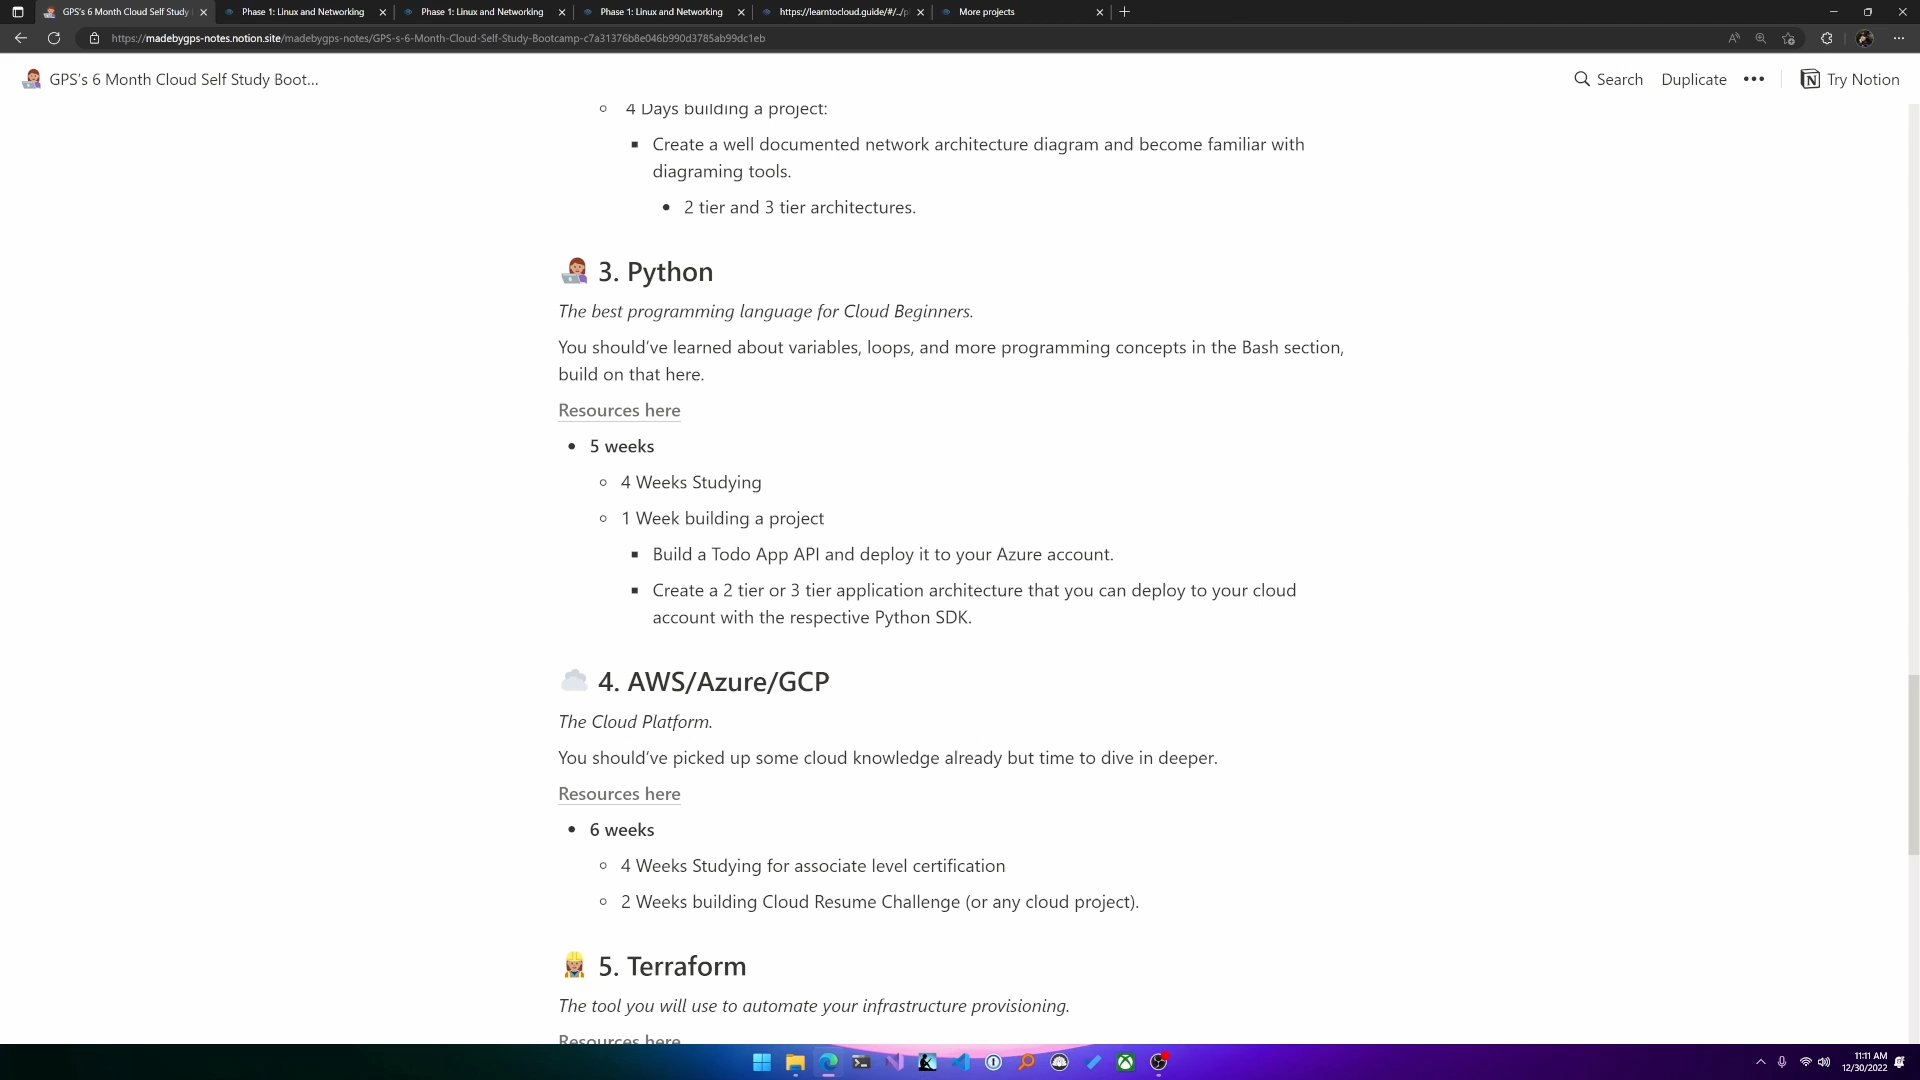 GPS's 6 Month Cloud Self Study
Phase 1: Linux and Networking
Phase 1: Linux and Networking
Phase 1: Linux and Networking
https://learntocloud.guide/#/../p
More projects
https://madebygps-notes.notion.site/madebygps-notes/GPS-s-6-Month-Cloud-Self-Study-Bootcamp-c7a31376b8e046b990d3785ab99dc1eb
GPS's 6 Month Cloud Self Study Boot...
Search
Duplicate
Try Notion
4 Days building a project:
Create a well documented network architecture diagram and become familiar with
diagraming tools.
2 tier and 3 tier architectures.
3. Python
The best programming language for Cloud Beginners.
You should've learned about variables, loops, and more programming concepts in the Bash section,
build on that here.
Resources here
5 weeks
4 Weeks Studying
1 Week building a project
Build a Todo App API and deploy it to your Azure account.
Create a 2 tier or 3 tier application architecture that you can deploy to your cloud
account with the respective Python SDK.
4. AWS/Azure/GCP
The Cloud Platform.
You should've picked up some cloud knowledge already but time to dive in deeper.
Resources here
6 weeks
4 Weeks Studying for associate level certification
2 Weeks building Cloud Resume Challenge (or any cloud project).
5. Terraform
The tool you will use to automate your infrastructure provisioning.
Resources here
11:11 AM
12/30/2022